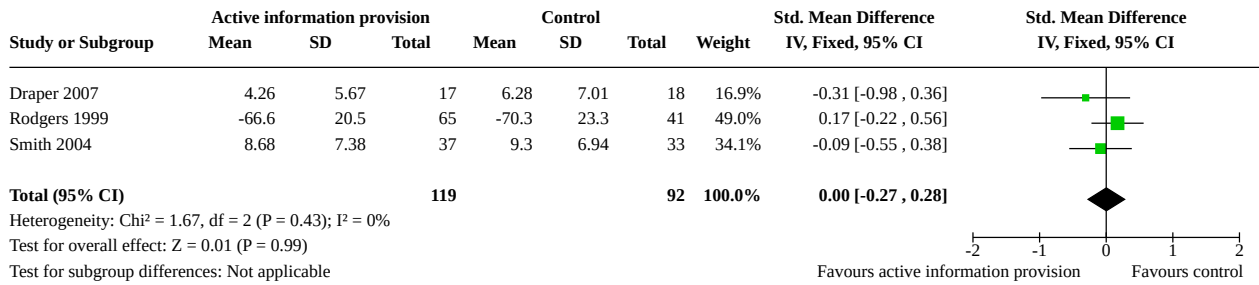 Active information provision Control Std. Mean Difference Std. Mean Difference
Study or Subgroup Mean SD Total Mean SD Total Weight IV, Fixed, 95% CI IV, Fixed, 95% CI
Draper 2007 4.26 5.67 17 6.28 7.01 18 16.9% -0.31 [-0.98 , 0.36]
Rodgers 1999 -66.6 20.5 65 -70.3 23.3 41 49.0% 0.17 [-0.22 , 0.56]
Smith 2004 8.68 7.38 37 9.3 6.94 33 34.1% -0.09 [-0.55 , 0.38]
Total (95% CI) 119 92 100.0% 0.00 [-0.27 , 0.28]
Heterogeneity: Chi² = 1.67, df = 2 (P = 0.43); I² = 0%
Test for overall effect: Z = 0.01 (P = 0.99)
-2 -1 0 1 2
Test for subgroup differences: Not applicable
Favours active information provision Favours control